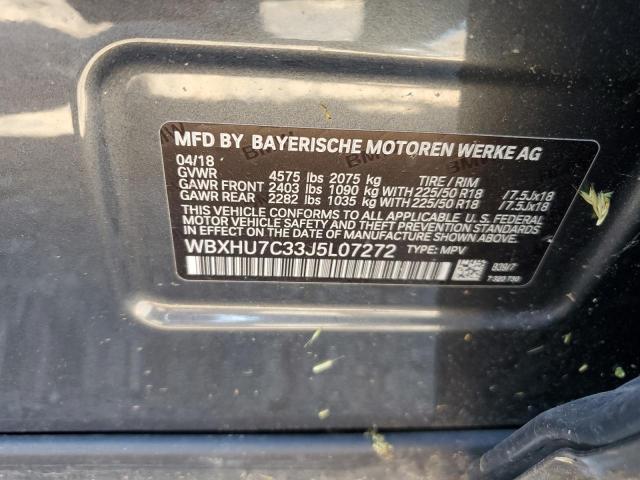 MFD BY BAYERISCHE MOTOREN WERKE AG
04/18
GVWR 4575 lbs 2075 kg TIRE / RIM
GAWR FRONT 2403 lbs 1090 kg WITH 225/50 R18 /7.5Jx18
GAWR REAR 2282 lbs 1035 kg WITH 225/50 R18 /7.5Jx18
THIS VEHICLE CONFORMS TO ALL APPLICABLE U. S. FEDERAL
MOTOR VEHICLE SAFETY AND THEFT PREVENTION STANDARDS
IN EFFECT ON THE DATE OF MANUFACTURE SHOWN ABOVE.
WBXHU7C33J5L07272 TYPE: MPV
B39/7
7 320 730